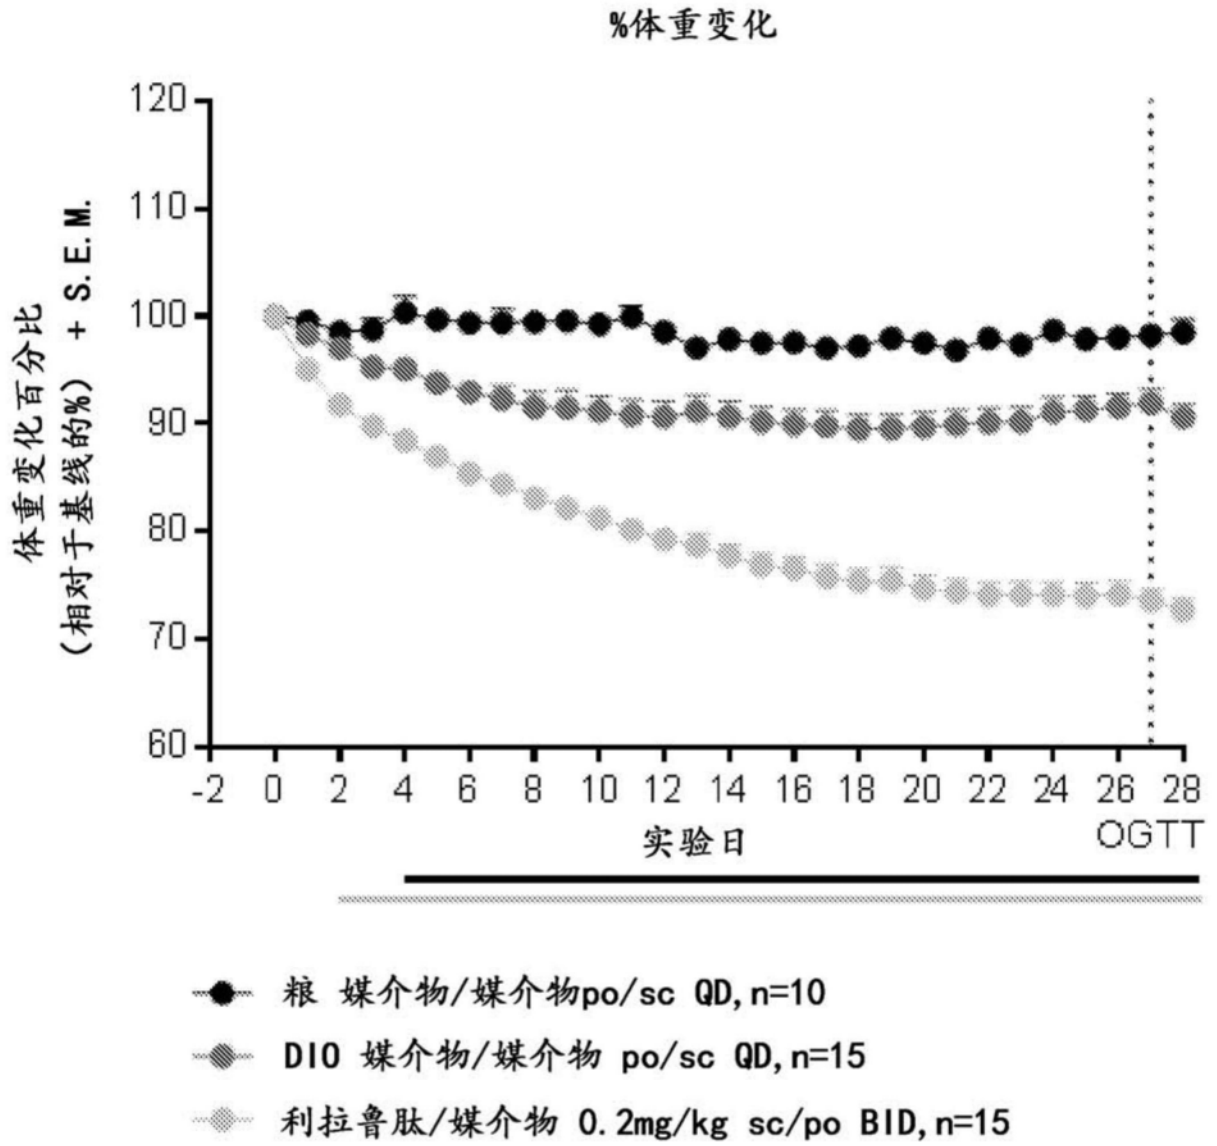 %体重变化
体重变化百分比
(相对于基线的%) + S.E.M.
120
110
100
90
80
70
60
-2 0 2 4 6 8 10 12 14 16 18 20 22 24 26 28
实验日
OGTT
粮 媒介物/媒介物po/sc QD,n=10
DIO 媒介物/媒介物 po/sc QD,n=15
利拉鲁肽/媒介物 0.2mg/kg sc/po BID,n=15